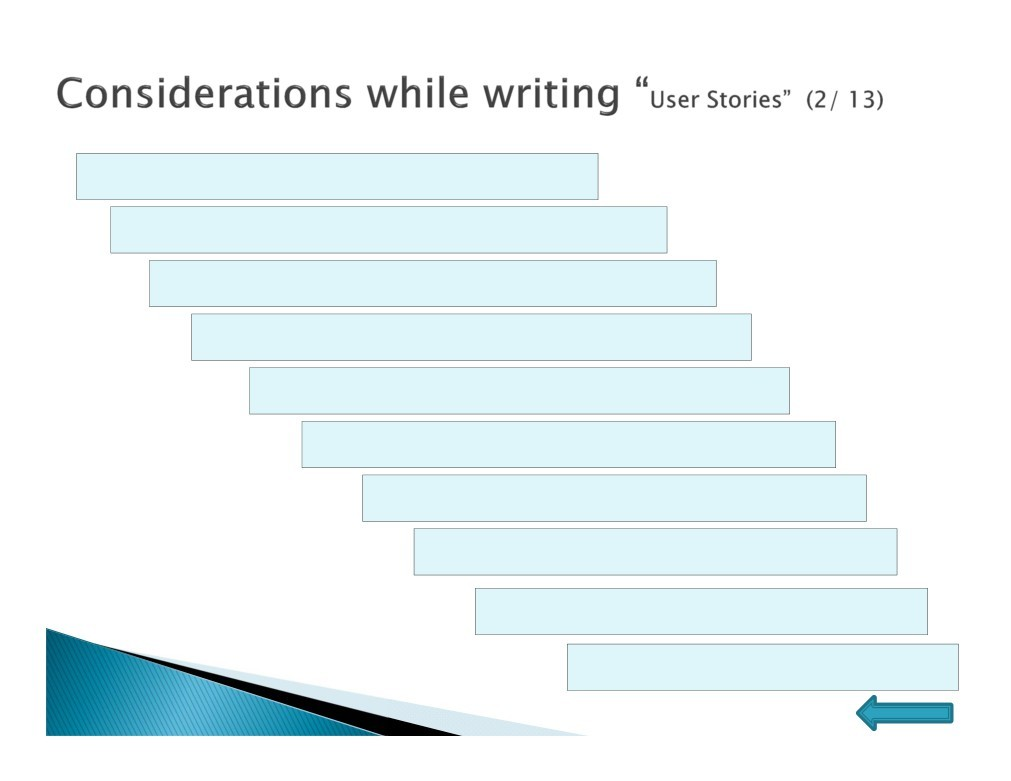 Considerations while writing “User Stories” (2/ 13)